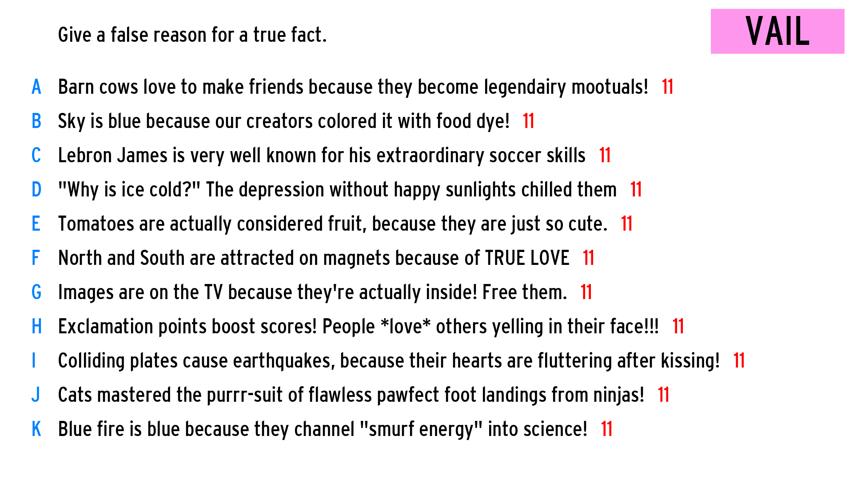 Give a false reason for a true fact.
VAIL
A Barn cows love to make friends because they become legendairy mootuals! 11
B Sky is blue because our creators colored it with food dye! 11
C Lebron James is very well known for his extraordinary soccer skills 11
D "Why is ice cold?" The depression without happy sunlights chilled them 11
E Tomatoes are actually considered fruit, because they are just so cute. 11
F North and South are attracted on magnets because of TRUE LOVE 11
G Images are on the TV because they're actually inside! Free them. 11
H Exclamation points boost scores! People *love* others yelling in their face!!! 11
I Colliding plates cause earthquakes, because their hearts are fluttering after kissing! 11
J Cats mastered the purrr-suit of flawless pawfect foot landings from ninjas! 11
K Blue fire is blue because they channel "smurf energy" into science! 11